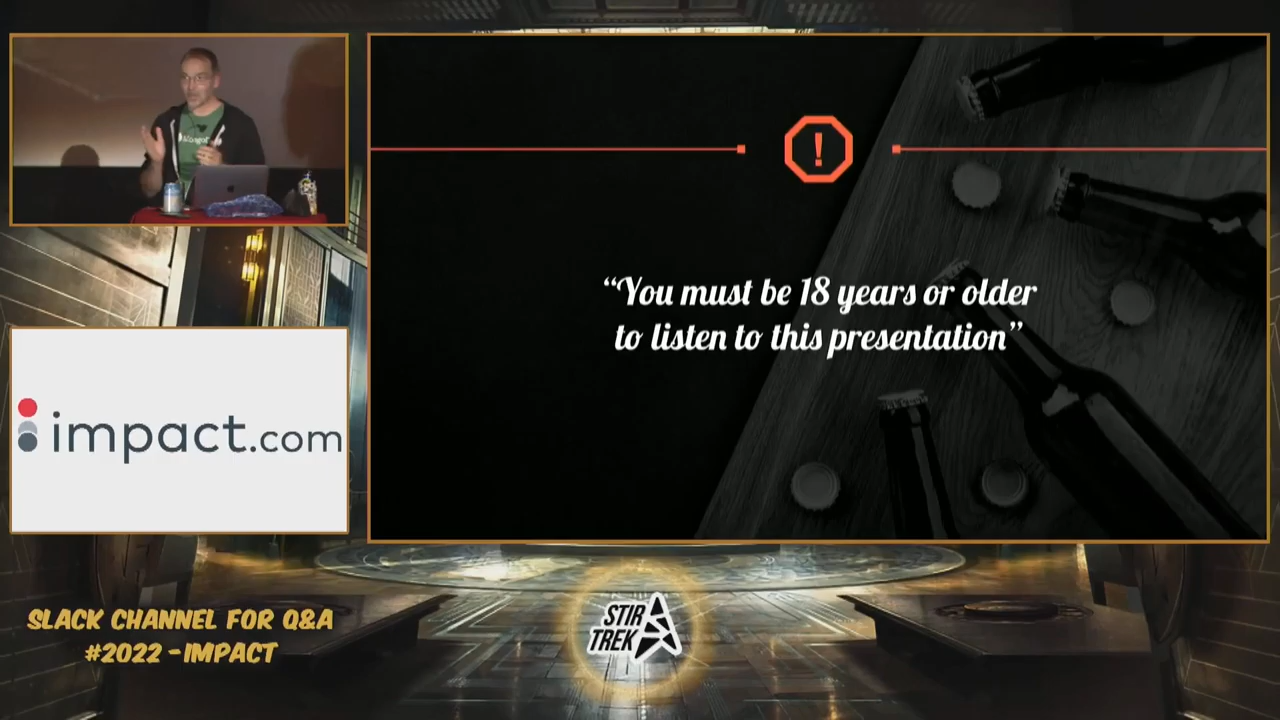 “You must be 18 years or older
to listen to this presentation”
impact.com
SLACK CHANNEL FOR Q&A
#2022 - IMPACT
STIR
TREK